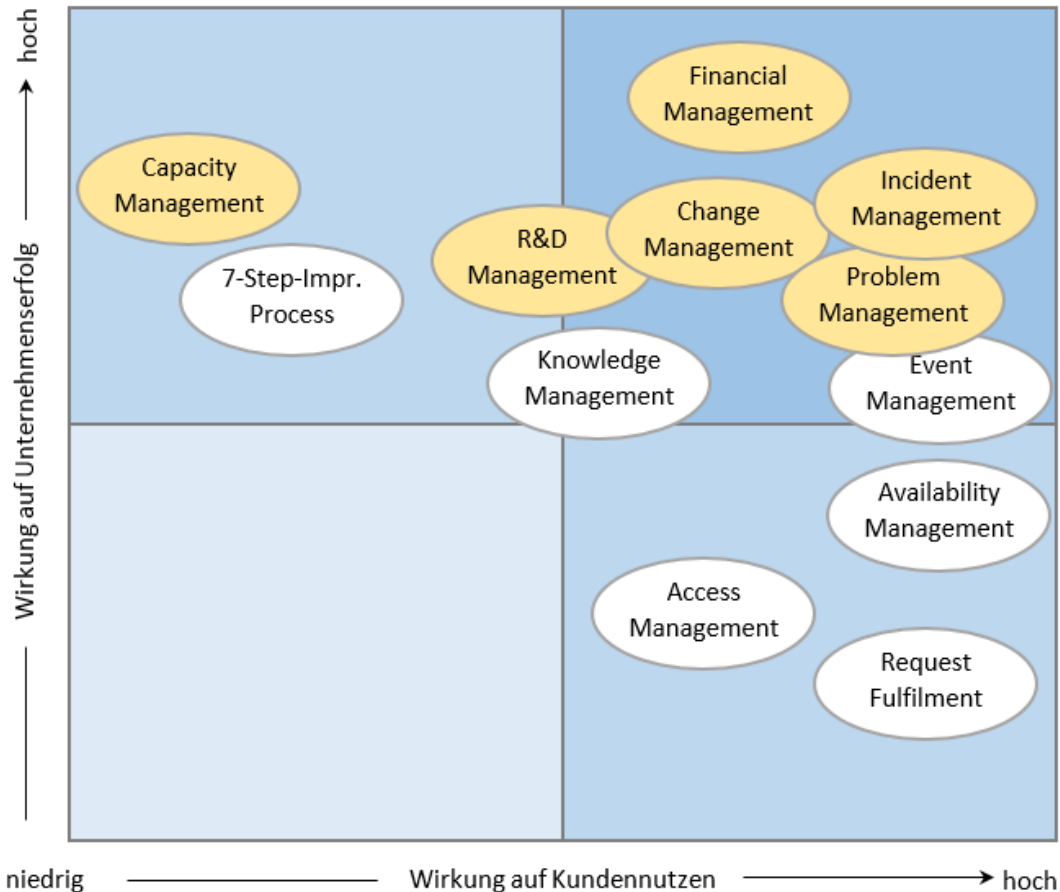 hoch
Wirkung auf Unternehmenserfolg
Financial
Management
Capacity
Management
Incident
Management
Change
Management
R&D
Management
7-Step-Impr.
Process
Problem
Management
Knowledge
Management
Event
Management
Availability
Management
Access
Management
Request
Fulfilment
niedrig
Wirkung auf Kundennutzen
hoch